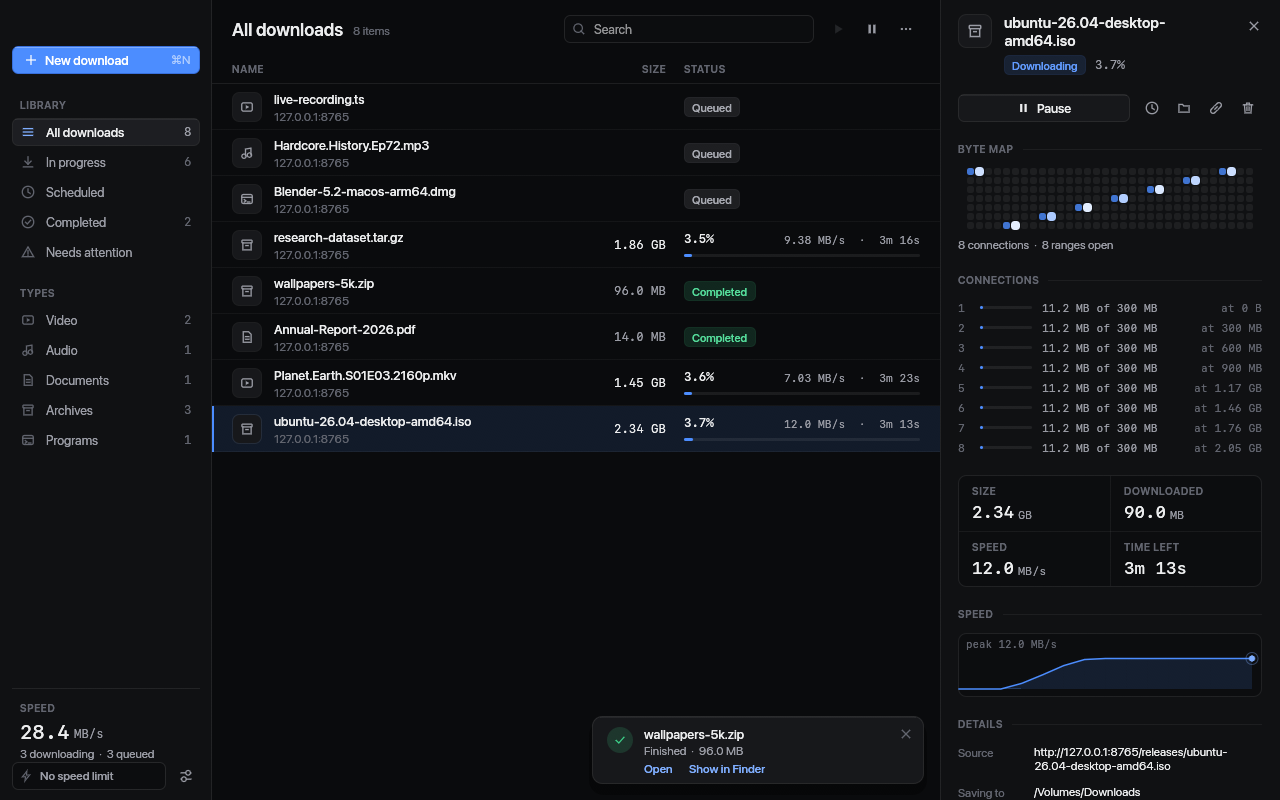 New download ⌘N
LIBRARY
All downloads 8
In progress 6
Scheduled
Completed 2
Needs attention
TYPES
Video 2
Audio 1
Documents 1
Archives 3
Programs 1
SPEED
28.4 MB/s
3 downloading · 3 queued
No speed limit
All downloads 8 items
Search
NAME SIZE STATUS
live-recording.ts
127.0.0.1:8765
Queued
Hardcore.History.Ep72.mp3
127.0.0.1:8765
Queued
Blender-5.2-macos-arm64.dmg
127.0.0.1:8765
Queued
research-dataset.tar.gz
127.0.0.1:8765
1.86 GB
3.5% 9.38 MB/s · 3m 16s
wallpapers-5k.zip
127.0.0.1:8765
96.0 MB
Completed
Annual-Report-2026.pdf
127.0.0.1:8765
14.0 MB
Completed
Planet.Earth.S01E03.2160p.mkv
127.0.0.1:8765
1.45 GB
3.6% 7.03 MB/s · 3m 23s
ubuntu-26.04-desktop-amd64.iso
127.0.0.1:8765
2.34 GB
3.7% 12.0 MB/s · 3m 13s
wallpapers-5k.zip
Finished · 96.0 MB
Open Show in Finder
ubuntu-26.04-desktop-
amd64.iso
Downloading 3.7%
Pause
BYTE MAP
8 connections · 8 ranges open
CONNECTIONS
1 11.2 MB of 300 MB at 0 B
2 11.2 MB of 300 MB at 300 MB
3 11.2 MB of 300 MB at 600 MB
4 11.2 MB of 300 MB at 900 MB
5 11.2 MB of 300 MB at 1.17 GB
6 11.2 MB of 300 MB at 1.46 GB
7 11.2 MB of 300 MB at 1.76 GB
8 11.2 MB of 300 MB at 2.05 GB
SIZE DOWNLOADED
2.34 GB 90.0 MB
SPEED TIME LEFT
12.0 MB/s 3m 13s
SPEED
peak 12.0 MB/s
DETAILS
Source http://127.0.0.1:8765/releases/ubuntu-
26.04-desktop-amd64.iso
Saving to /Volumes/Downloads